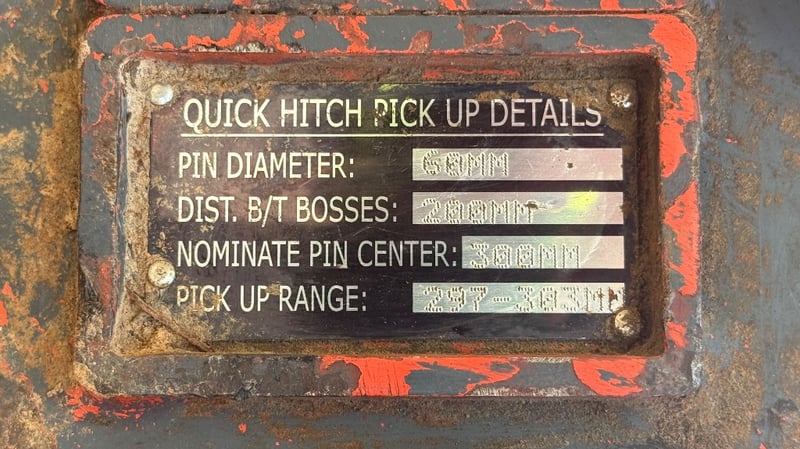 QUICK HITCH PICK UP DETAILS
PIN DIAMETER: 60MM
DIST. B/T BOSSES: 200MM
NOMINATE PIN CENTER: 300MM
PICK UP RANGE: 297-303MM